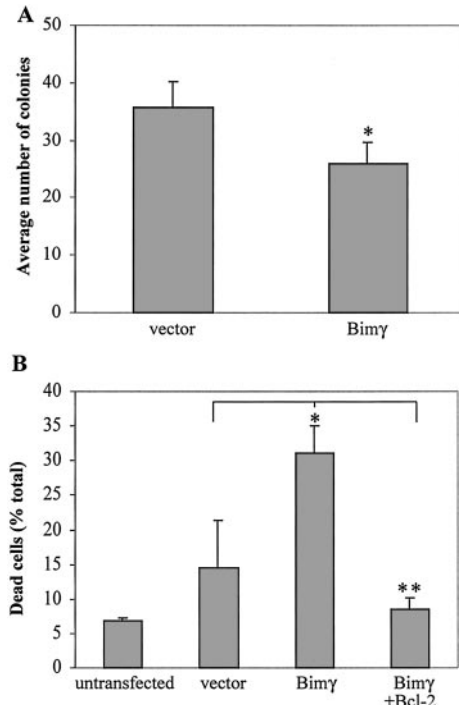 A
50
40
30
20
10
0
Average number of colonies
*
vector Bimγ
B
40
35
30
25
20
15
10
5
0
Dead cells (% total)
*
**
untransfected vector Bimγ Bimγ
+Bcl-2